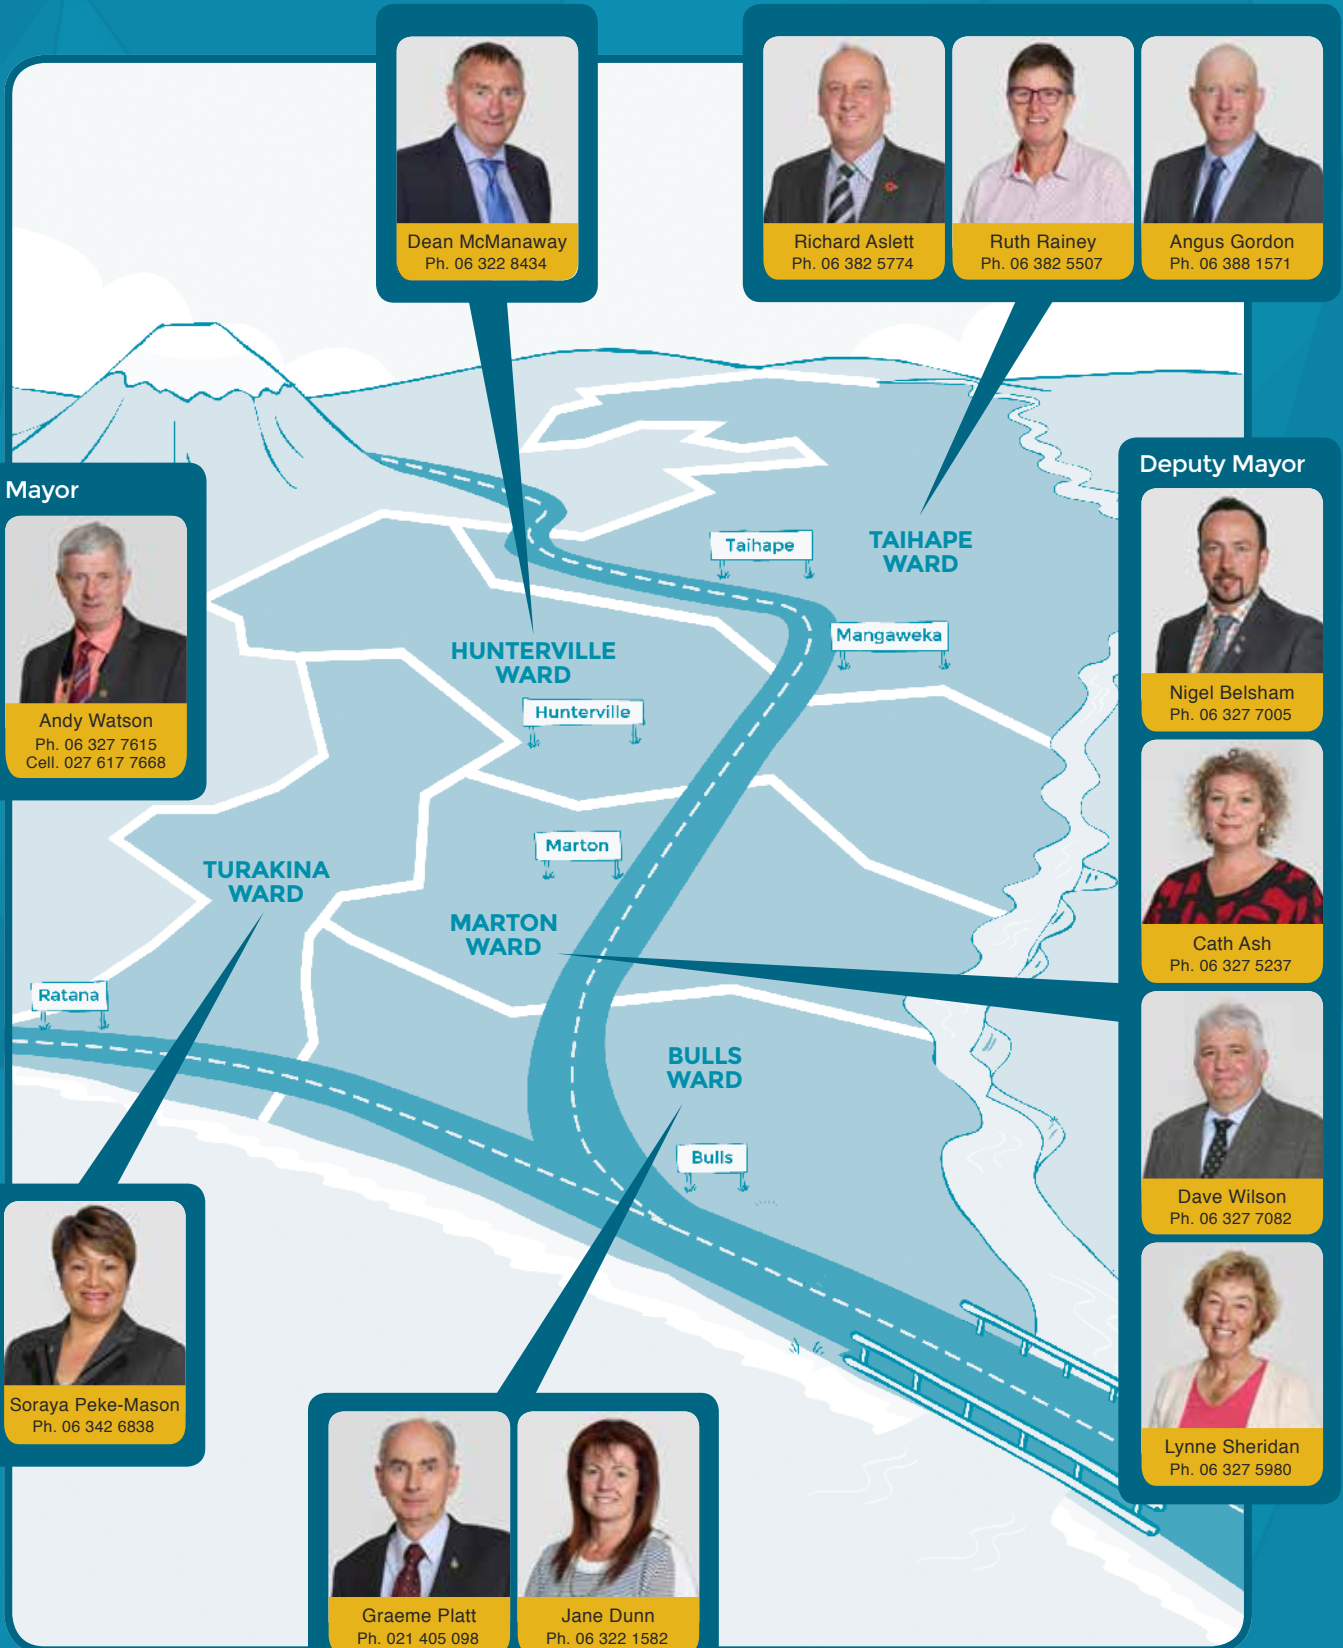 Dean McManaway
Ph. 06 322 8434
Richard Aslett
Ph. 06 382 5774
Ruth Rainey
Ph. 06 382 5507
Angus Gordon
Ph. 06 388 1571
Mayor
Andy Watson
Ph. 06 327 7615
Cell. 027 617 7668
Deputy Mayor
Nigel Belsham
Ph. 06 327 7005
Cath Ash
Ph. 06 327 5237
Dave Wilson
Ph. 06 327 7082
Lynne Sheridan
Ph. 06 327 5980
Taihape
TAIHAPE
WARD
Mangaweka
HUNTERVILLE
WARD
Hunterville
Marton
MARTON
WARD
TURAKINA
WARD
Ratana
BULLS
WARD
Bulls
Soraya Peke-Mason
Ph. 06 342 6838
Graeme Platt
Ph. 021 405 098
Jane Dunn
Ph. 06 322 1582